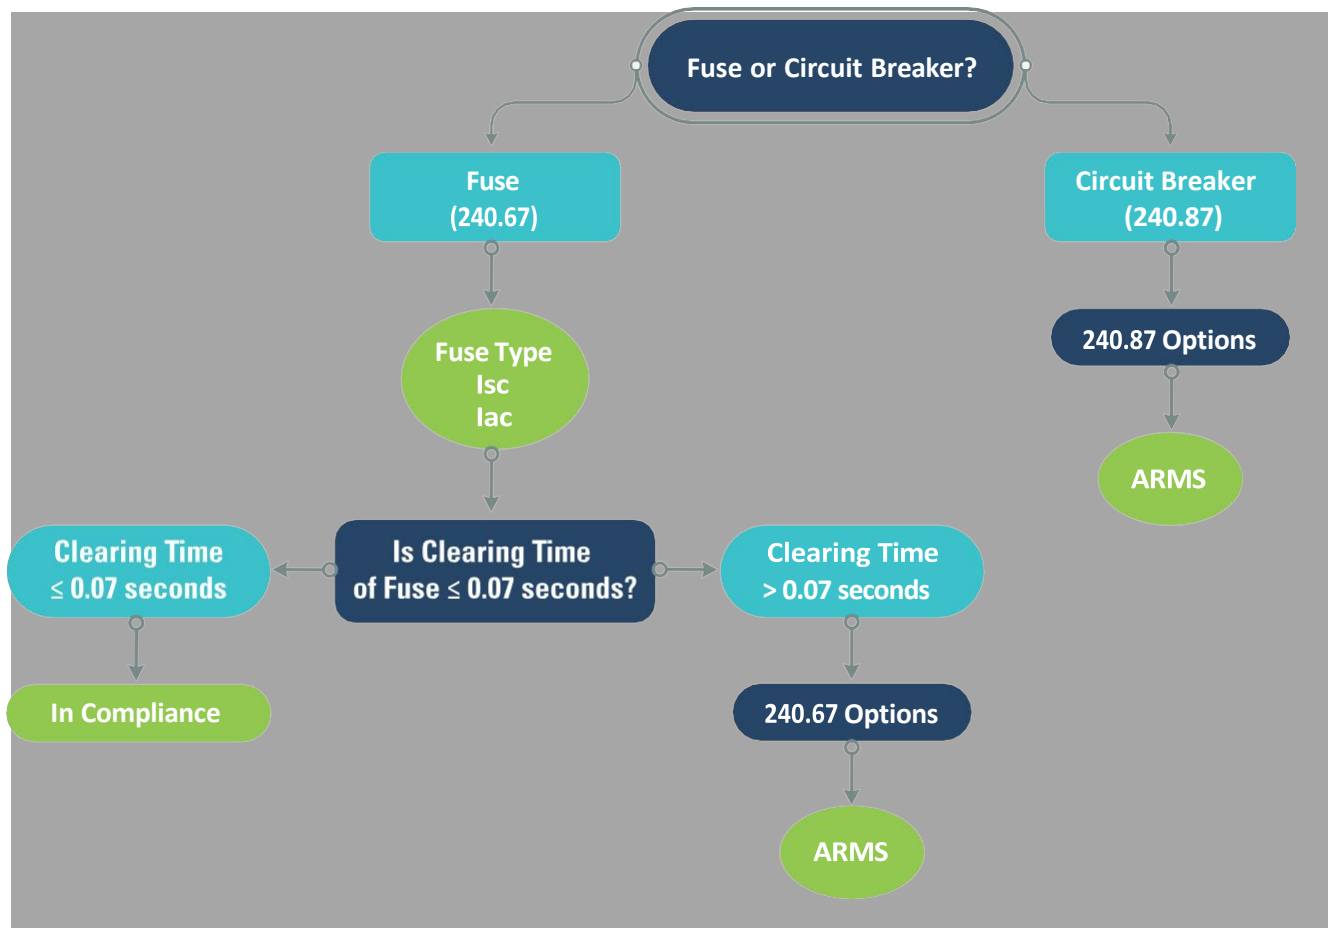 Fuse or Circuit Breaker?
Fuse
(240.67)
Circuit Breaker
(240.87)
Fuse Type
Isc
Iac
240.87 Options
ARMS
Clearing Time
≤ 0.07 seconds
Is Clearing Time
of Fuse ≤ 0.07 seconds?
Clearing Time
> 0.07 seconds
In Compliance
240.67 Options
ARMS